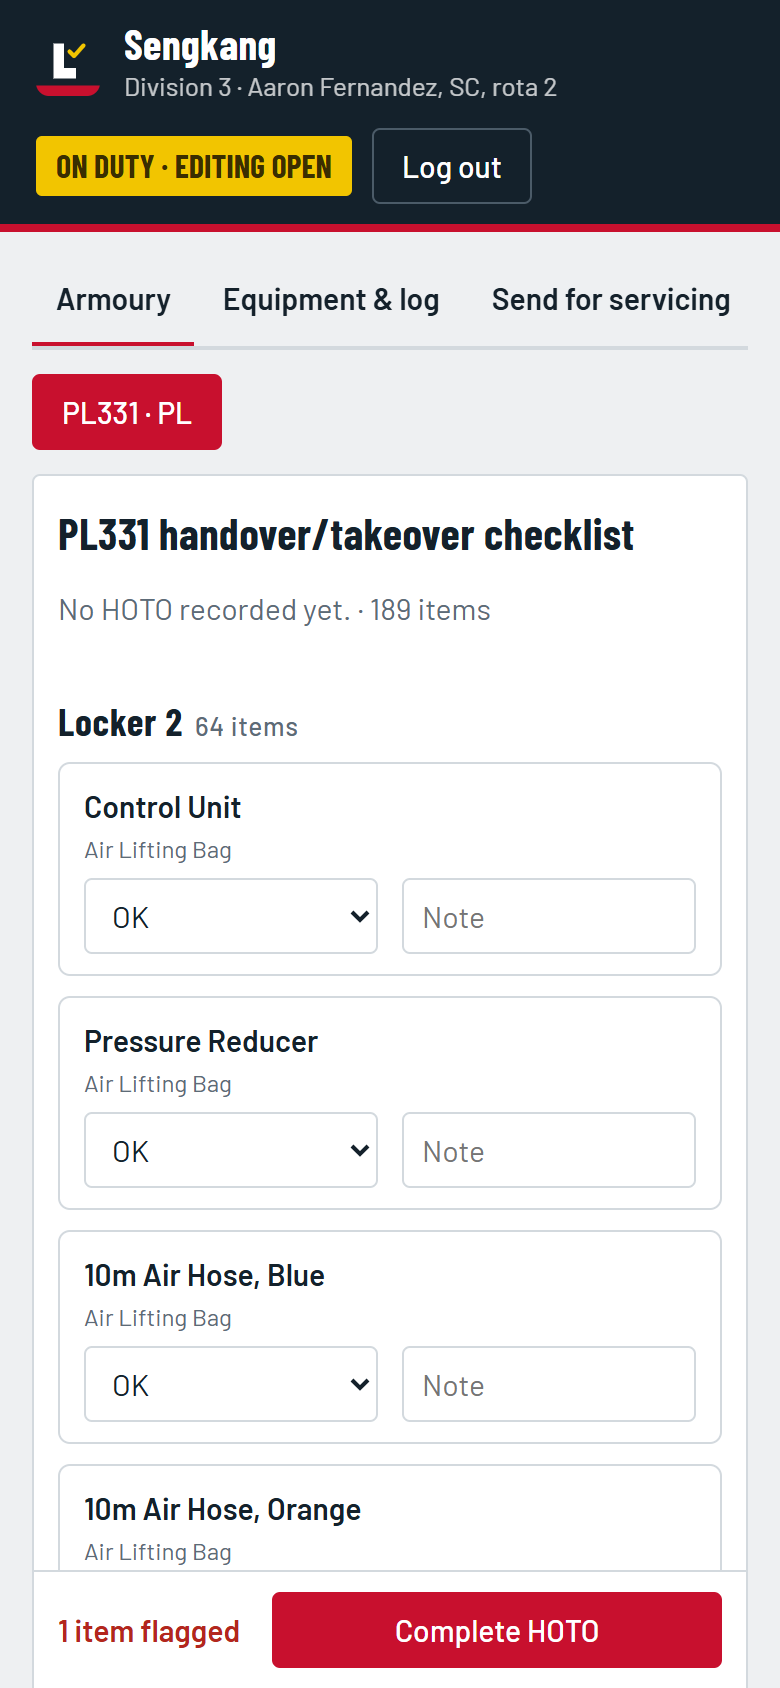 Sengkang
Division 3 · Aaron Fernandez, SC, rota 2
ON DUTY · EDITING OPEN
Log out
Armoury
Equipment & log
Send for servicing
PL331 · PL
PL331 handover/takeover checklist
No HOTO recorded yet. · 189 items
Locker 2 64 items
Control Unit
Air Lifting Bag
OK
Note
Pressure Reducer
Air Lifting Bag
OK
Note
10m Air Hose, Blue
Air Lifting Bag
OK
Note
10m Air Hose, Orange
Air Lifting Bag
1 item flagged
Complete HOTO